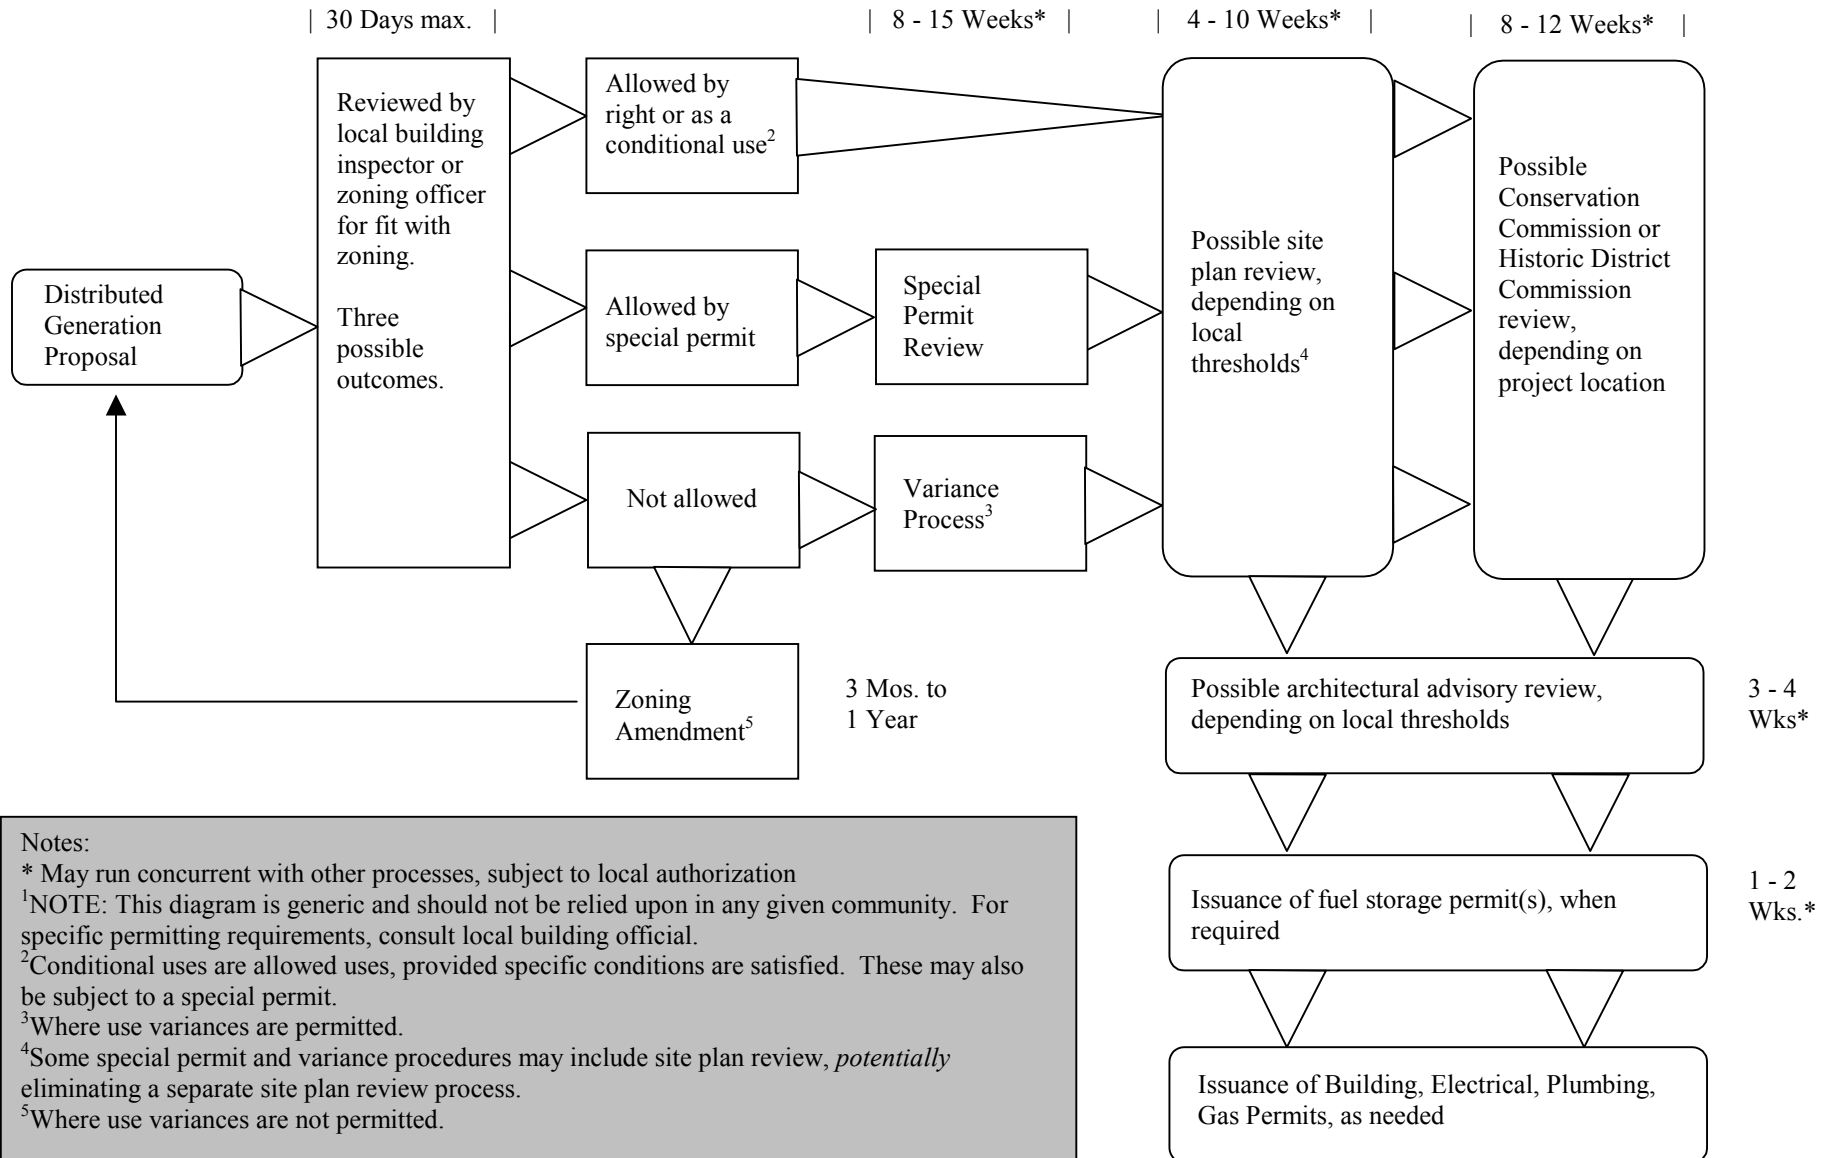 | 30 Days max. |
| 8 - 15 Weeks* |
| 4 - 10 Weeks* |
| 8 - 12 Weeks* |
Distributed
Generation
Proposal
Reviewed by
local building
inspector or
zoning officer
for fit with
zoning.
Three
possible
outcomes.
Allowed by
right or as a
conditional use2
Allowed by
special permit
Special
Permit
Review
Not allowed
Variance
Process3
Possible site
plan review,
depending on
local
thresholds4
Possible
Conservation
Commission or
Historic District
Commission
review,
depending on
project location
Zoning
Amendment5
3 Mos. to
1 Year
Possible architectural advisory review,
depending on local thresholds
3 - 4
Wks*
Issuance of fuel storage permit(s), when
required
1 - 2
Wks.*
Issuance of Building, Electrical, Plumbing,
Gas Permits, as needed
Notes:
* May run concurrent with other processes, subject to local authorization
1NOTE: This diagram is generic and should not be relied upon in any given community.  For
specific permitting requirements, consult local building official.
2Conditional uses are allowed uses, provided specific conditions are satisfied.  These may also
be subject to a special permit.
3Where use variances are permitted.
4Some special permit and variance procedures may include site plan review, potentially
eliminating a separate site plan review process.
5Where use variances are not permitted.